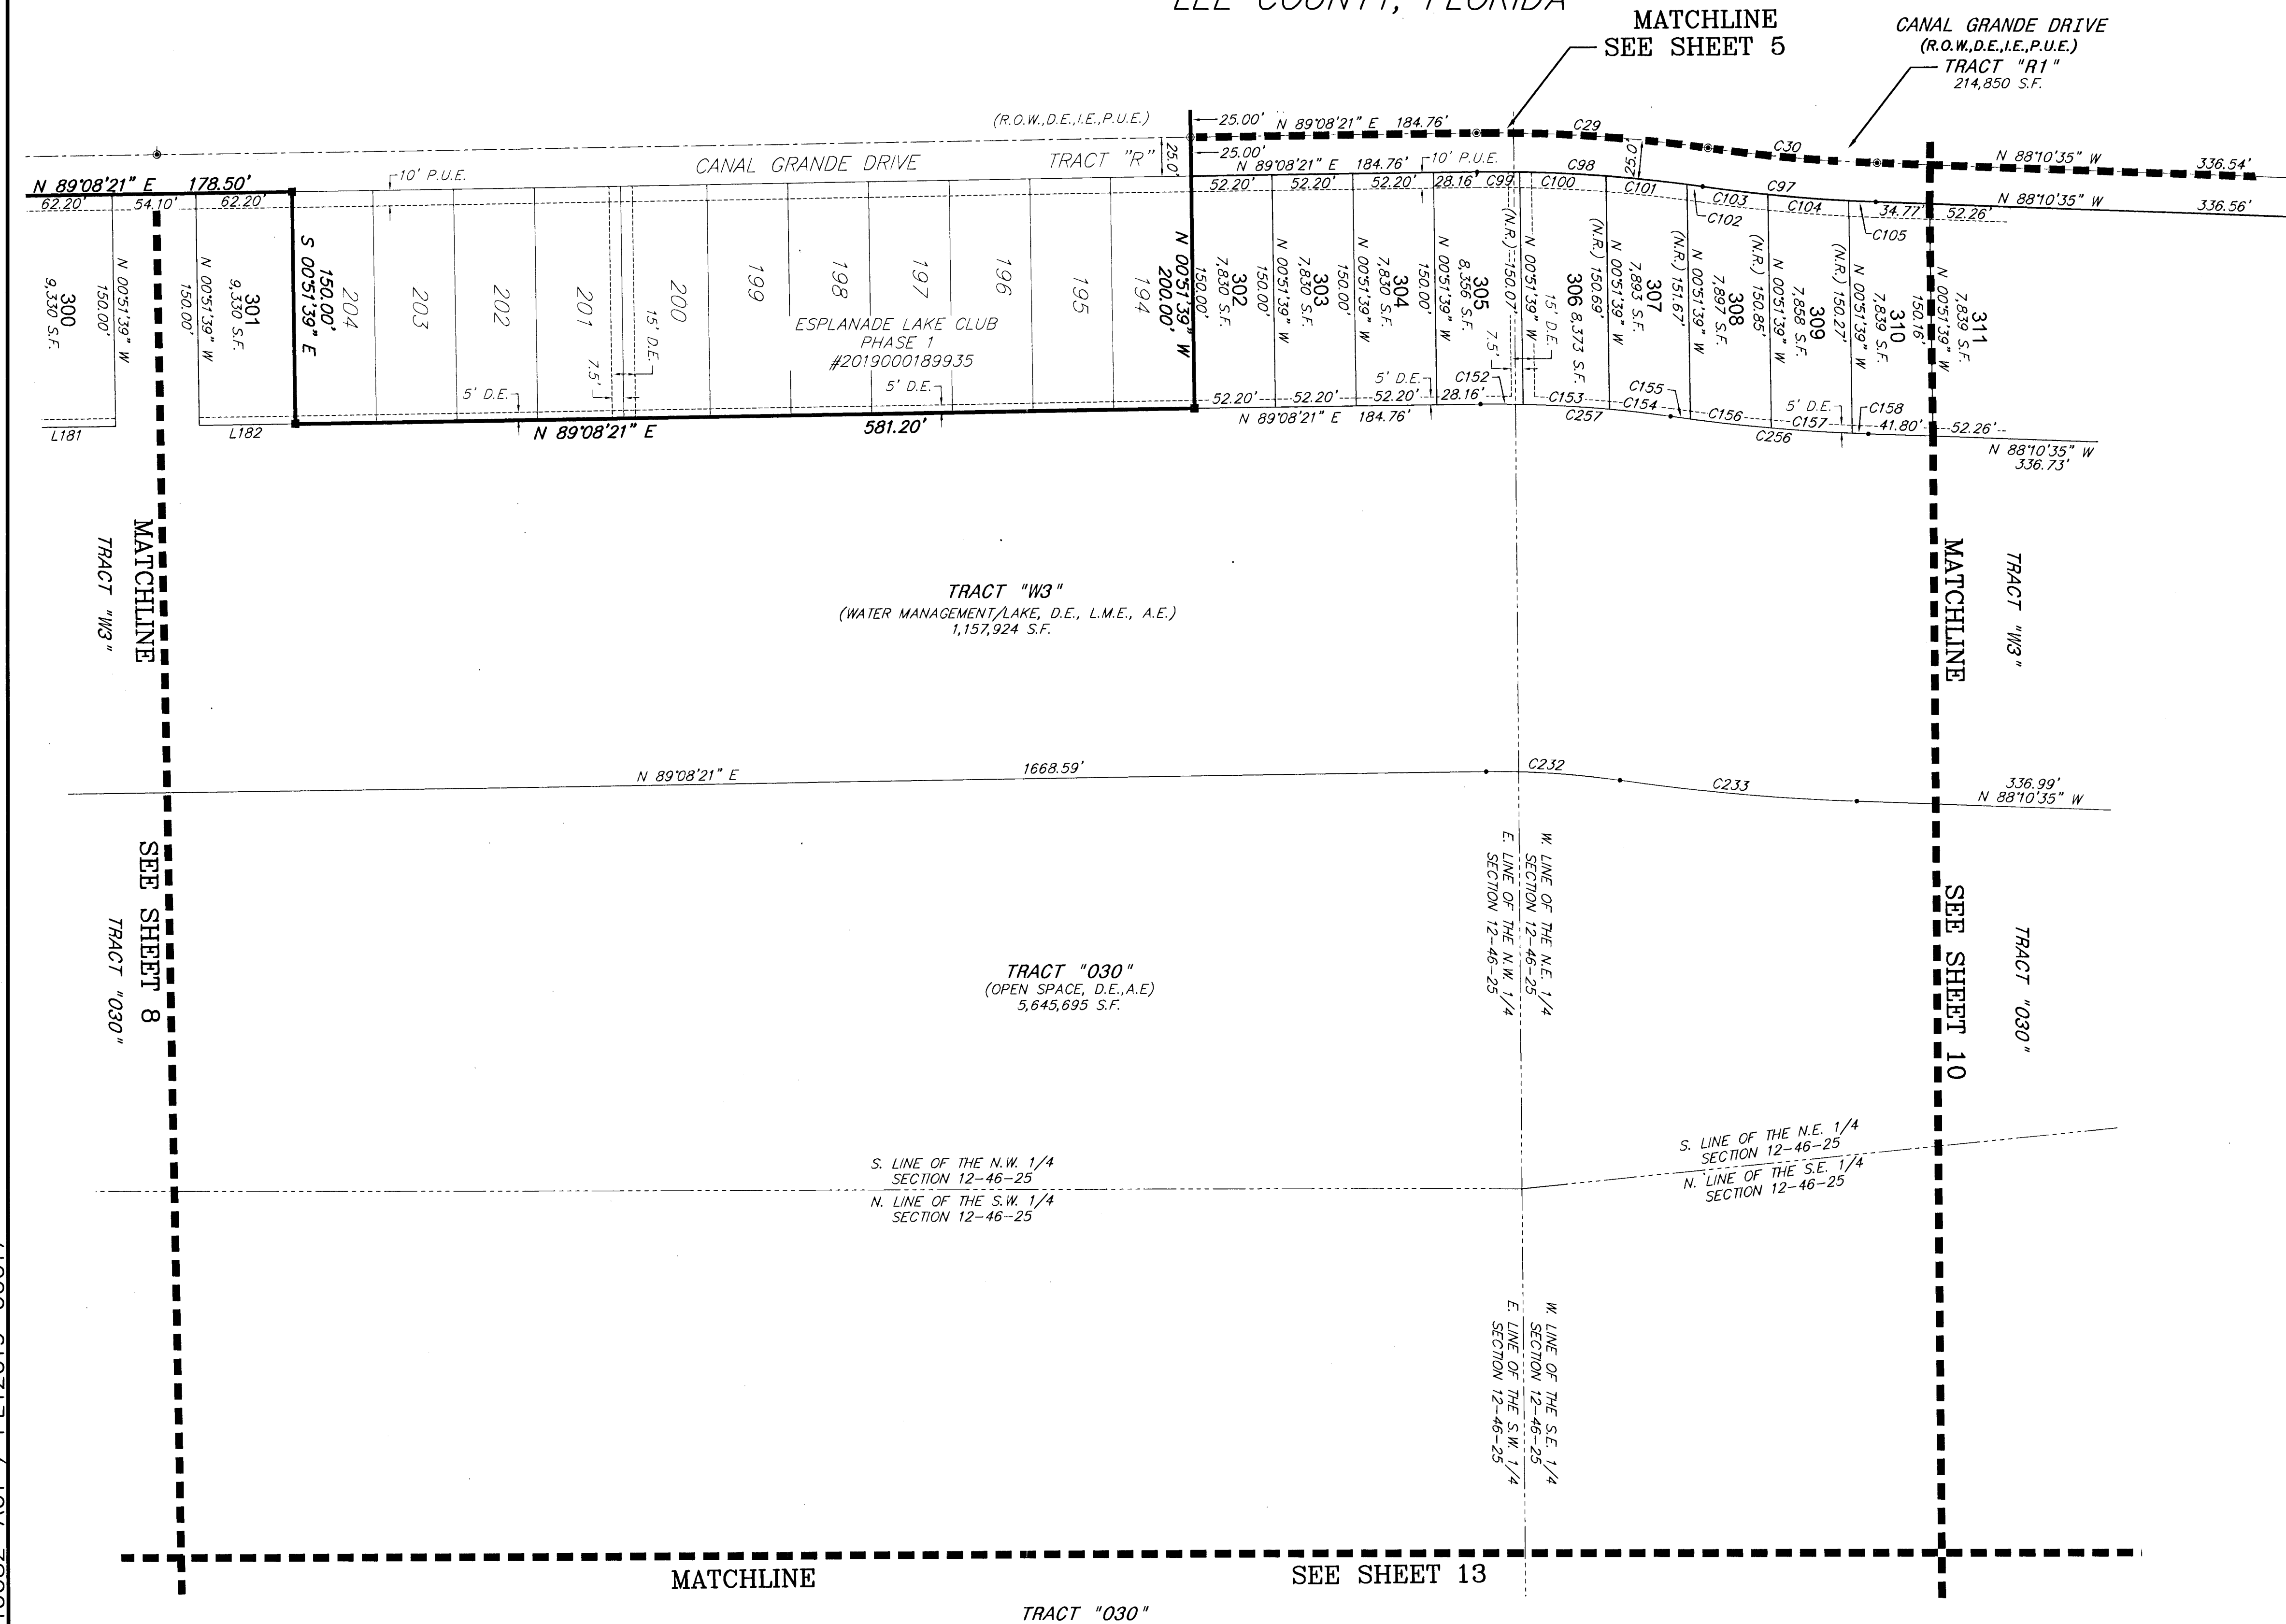 LEE COUNTY, FLORIDA
MATCHLINE
SEE SHEET 5
CANAL GRANDE DRIVE
(R.O.W.,D.E.,I.E.,P.U.E.)
TRACT "R1"
214,850 S.F.
(R.O.W.,D.E.,I.E.,P.U.E.)
25.00'
N 89°08'21" E 184.76'
C29
C30
N 88°10'35" W
336.54'
CANAL GRANDE DRIVE
TRACT "R"
25.0'
25.00'
N 89°08'21" E 184.76'
10' P.U.E.
C98
25.0'
C97
N 88°10'35" W
336.56'
N 89°08'21" E 178.50'
10' P.U.E.
62.20'
54.10'
62.20'
52.20'
52.20'
52.20'
28.16'
C99
C100
C101
C102
C103
C104
C105
34.77'
52.26'
300
9,330 S.F.
N 00°51'39" W
150.00'
N 00°51'39" W
150.00'
301
9,330 S.F.
S 00°51'39" E
150.00'
204
203
202
201
200
199
198
197
196
195
194
7.5'
15' D.E.
ESPLANADE LAKE CLUB
PHASE 1
#2019000189935
5' D.E.
5' D.E.
N 00°51'39" W
200.00'
150.00'
302
7,830 S.F.
N 00°51'39" W
150.00'
303
7,830 S.F.
N 00°51'39" W
150.00'
304
7,830 S.F.
N 00°51'39" W
150.00'
305
8,356 S.F.
7.5'
(N.R.) 150.07'
N 00°51'39" W
15' D.E.
306 8,373 S.F.
(N.R.) 150.69'
N 00°51'39" W
307
7,893 S.F.
(N.R.) 151.67'
N 00°51'39" W
308
7,897 S.F.
(N.R.) 150.85'
N 00°51'39" W
309
7,858 S.F.
(N.R.) 150.27'
N 00°51'39" W
310
7,839 S.F.
150.16'
N 00°51'39" W
311
7,839 S.F.
L181
L182
N 89°08'21" E
581.20'
52.20'
52.20'
52.20'
28.16'
5' D.E.
C152
C153
C154
C155
C156
C157
C158
5' D.E.
41.80'
52.26'
N 89°08'21" E 184.76'
C257
C256
N 88°10'35" W
336.73'
MATCHLINE
TRACT "W3"
TRACT "W3"
(WATER MANAGEMENT/LAKE, D.E., L.M.E., A.E.)
1,157,924 S.F.
MATCHLINE
TRACT "W3"
N 89°08'21" E
1668.59'
C232
C233
336.99'
N 88°10'35" W
SEE SHEET 8
TRACT "030"
TRACT "030"
(OPEN SPACE, D.E.,A.E)
5,645,695 S.F.
W. LINE OF THE N.E. 1/4
SECTION 12-46-25
E. LINE OF THE N.W. 1/4
SECTION 12-46-25
SEE SHEET 10
TRACT "030"
S. LINE OF THE N.W. 1/4
SECTION 12-46-25
N. LINE OF THE S.W. 1/4
SECTION 12-46-25
S. LINE OF THE N.E. 1/4
SECTION 12-46-25
N. LINE OF THE S.E. 1/4
SECTION 12-46-25
W. LINE OF THE S.E. 1/4
SECTION 12-46-25
E. LINE OF THE S.W. 1/4
SECTION 12-46-25
MATCHLINE
SEE SHEET 13
TRACT "030"